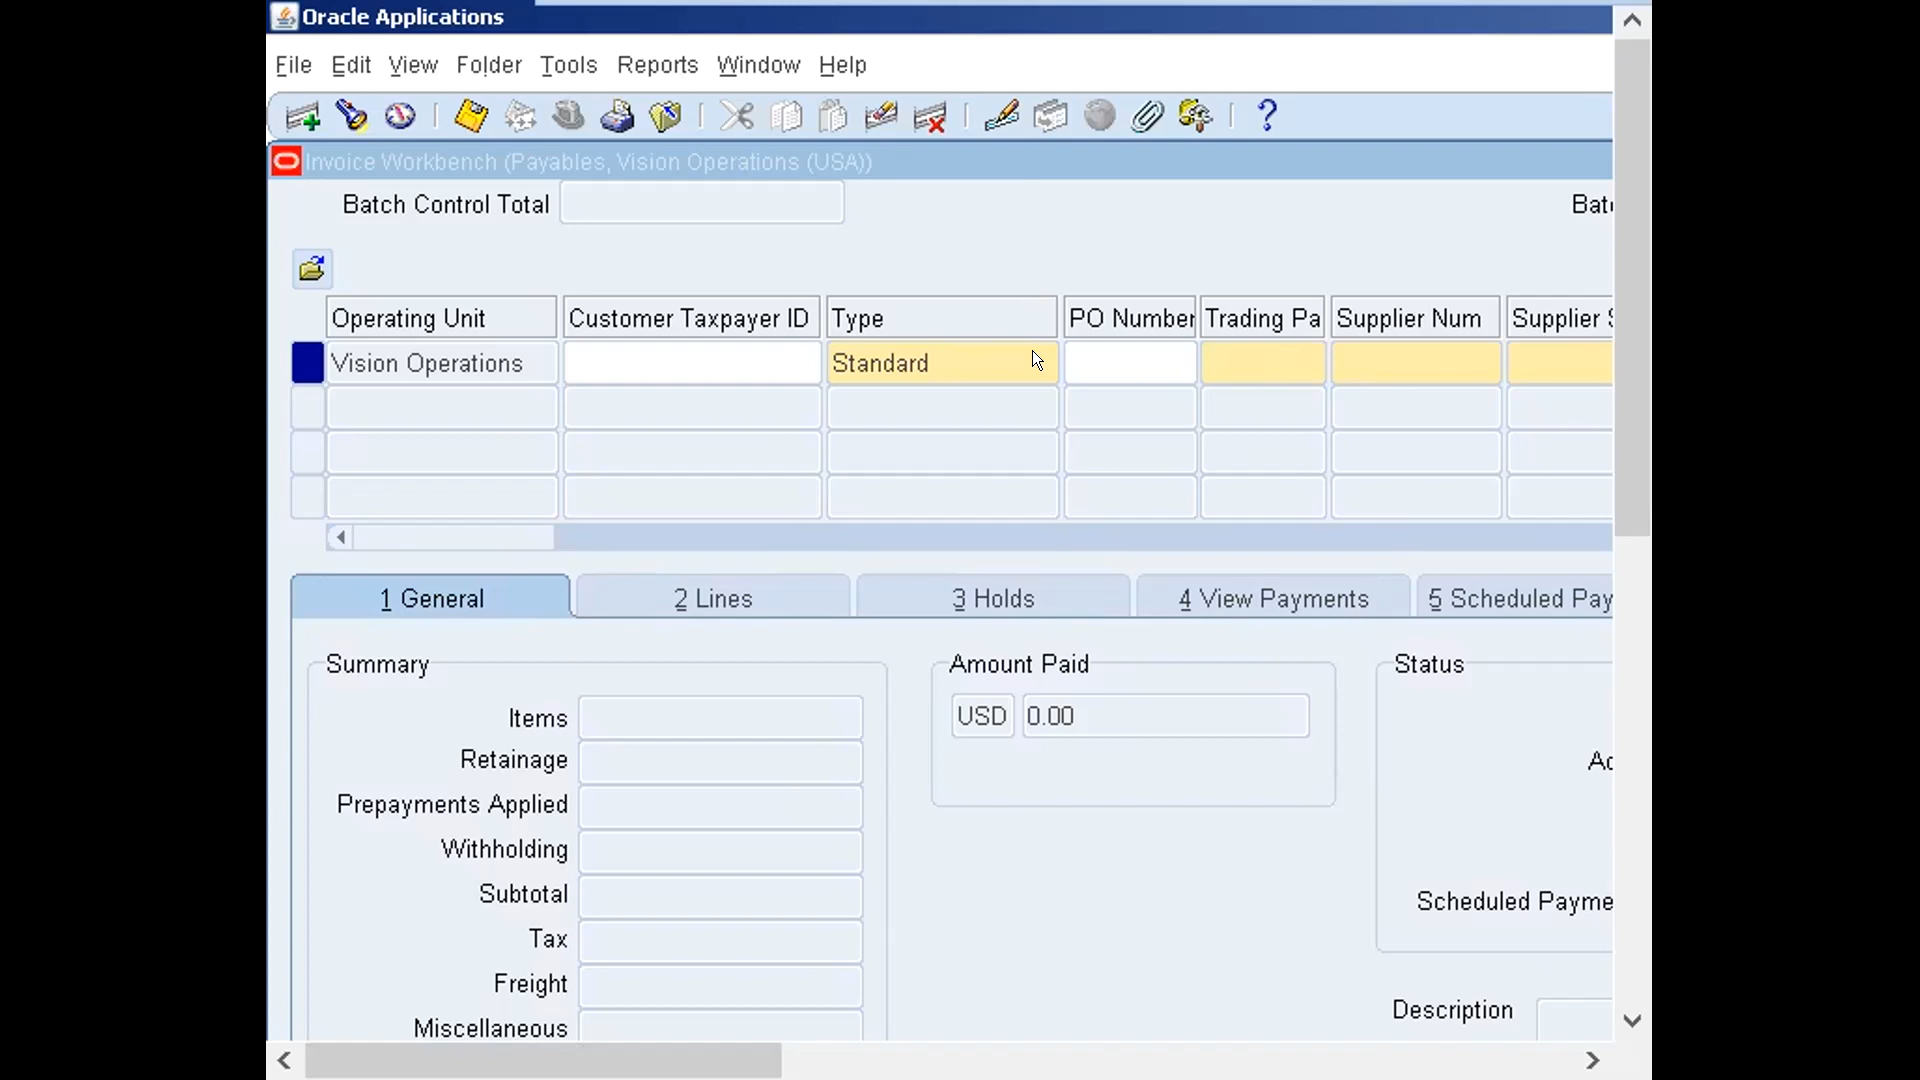 Oracle Applications
File Edit View Folder Tools Reports Window Help
Invoice Workbench (Payables, Vision Operations (USA))
Batch Control Total Bat
Operating Unit Customer Taxpayer ID Type PO Number Trading Pa Supplier Num Supplier
Vision Operations Standard
1 General 2 Lines 3 Holds 4 View Payments 5 Scheduled Pay
Summary Amount Paid Status
Items USD 0.00
Retainage Ac
Prepayments Applied
Withholding
Subtotal Scheduled Payme
Tax
Freight
Description
Miscellaneous